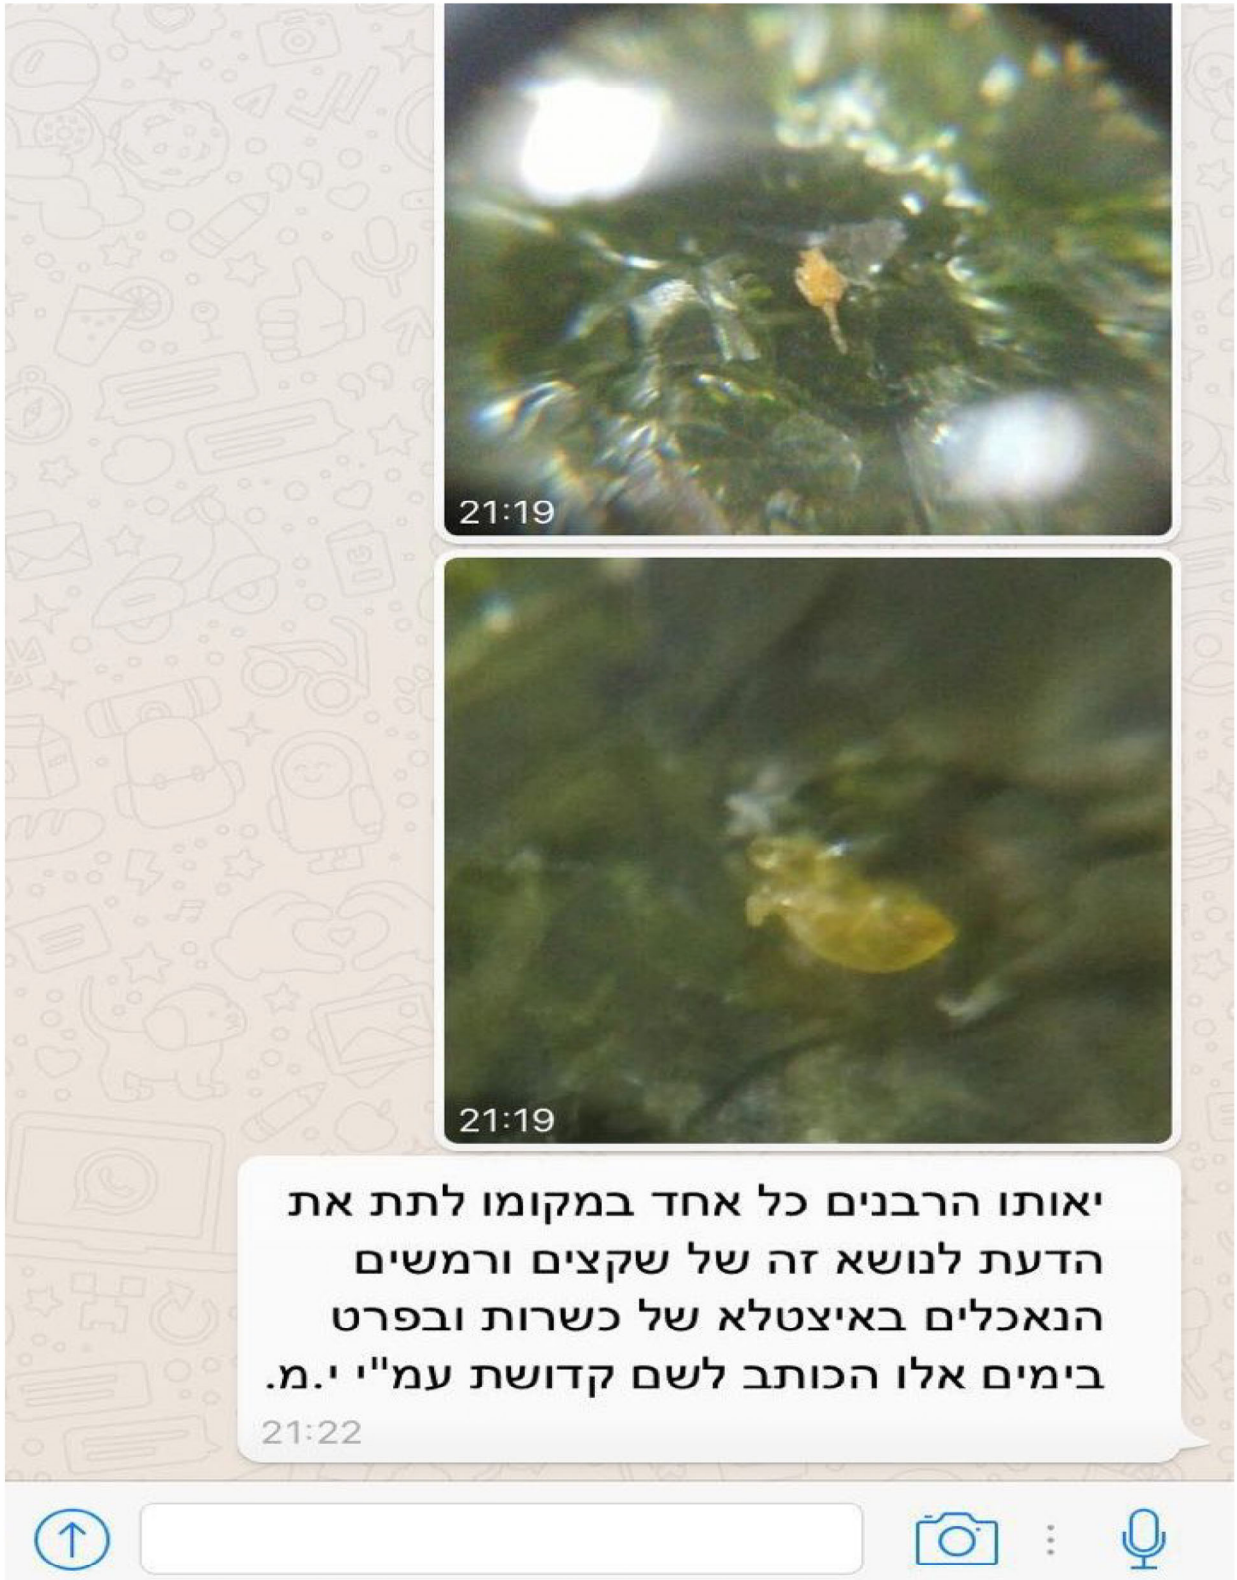 21:19
21:19
יאותו הרבנים כל אחד במקומו לתת את
הדעת לנושא זה של שקצים ורמשים
הנאכלים באיצטלא של כשרות ובפרט
בימים אלו הכותב לשם קדושת עמ"י י.מ.
21:22